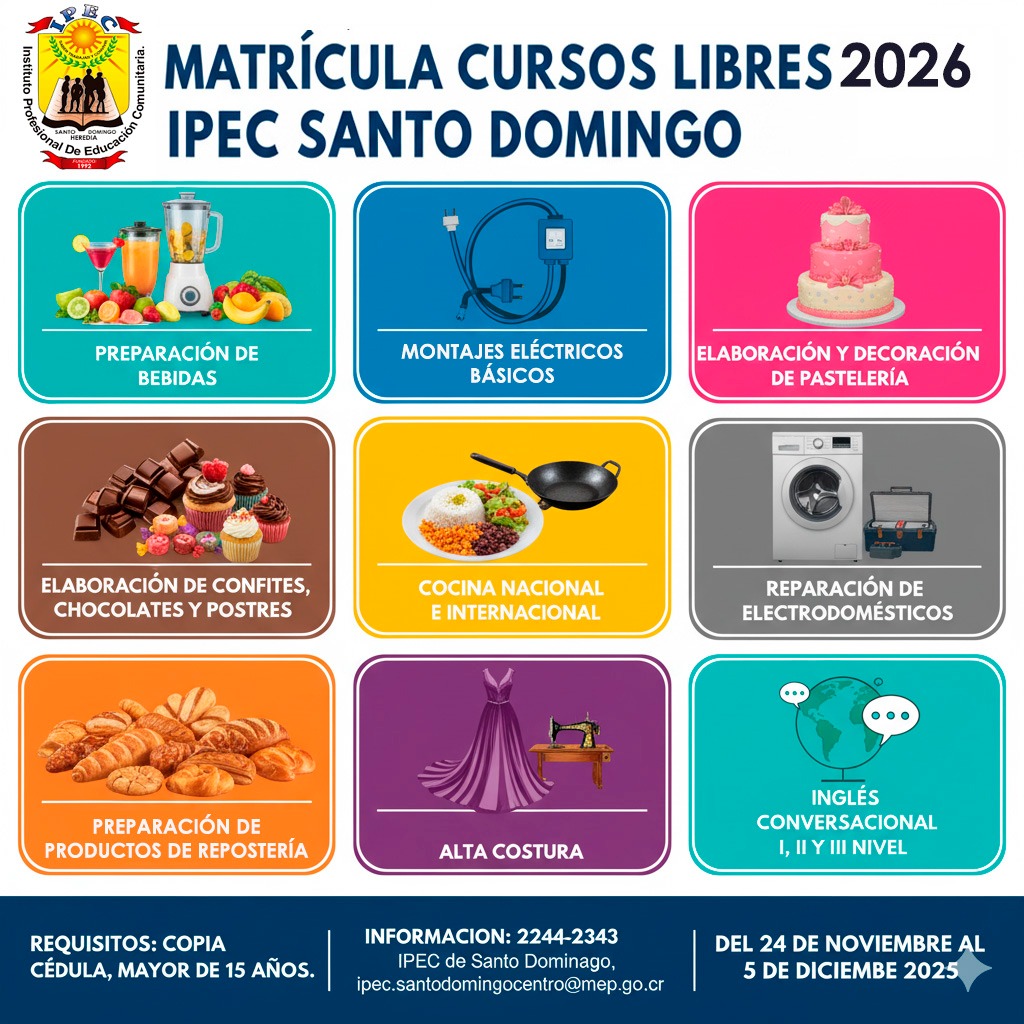 IPEC
Instituto Profesional De Educación Comunitaria.
SANTO DOMINGO
HEREDIA
FUNDADO
1992
MATRÍCULA CURSOS LIBRES 2026
IPEC SANTO DOMINGO
PREPARACIÓN DE
BEBIDAS
MONTAJES ELÉCTRICOS
BÁSICOS
ELABORACIÓN Y DECORACIÓN
DE PASTELERÍA
ELABORACIÓN DE CONFITES,
CHOCOLATES Y POSTRES
COCINA NACIONAL
E INTERNACIONAL
REPARACIÓN DE
ELECTRODOMÉSTICOS
PREPARACIÓN DE
PRODUCTOS DE REPOSTERÍA
ALTA COSTURA
INGLÉS
CONVERSACIONAL
I, II Y III NIVEL
REQUISITOS: COPIA
CÉDULA, MAYOR DE 15 AÑOS.
INFORMACION: 2244-2343
IPEC de Santo Dominago,
ipec.santodomingocentro@mep.go.cr
DEL 24 DE NOVIEMBRE AL
5 DE DICIEMBE 2025